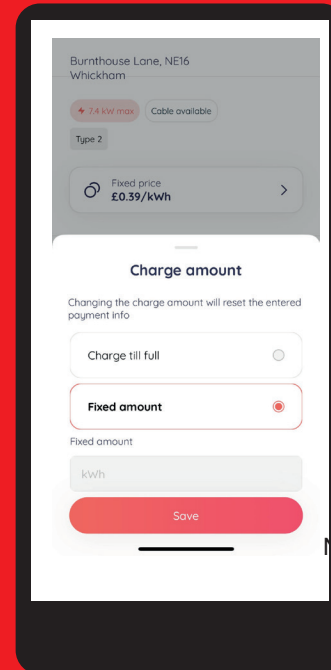 Burnthouse Lane, NE16
Whickham
7.4 kW max
Cable available
Type 2
Fixed price
£0.39/kWh
Charge amount
Changing the charge amount will reset the entered
payment info
Charge till full
Fixed amount
Fixed amount
kWh
Save